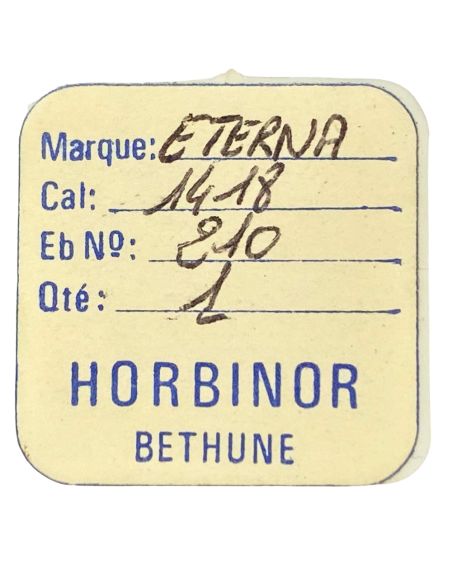 Marque: ETERNA
Cal: 1418
Eb Nº: 210
Qté: 1
HORBINOR
BETHUNE